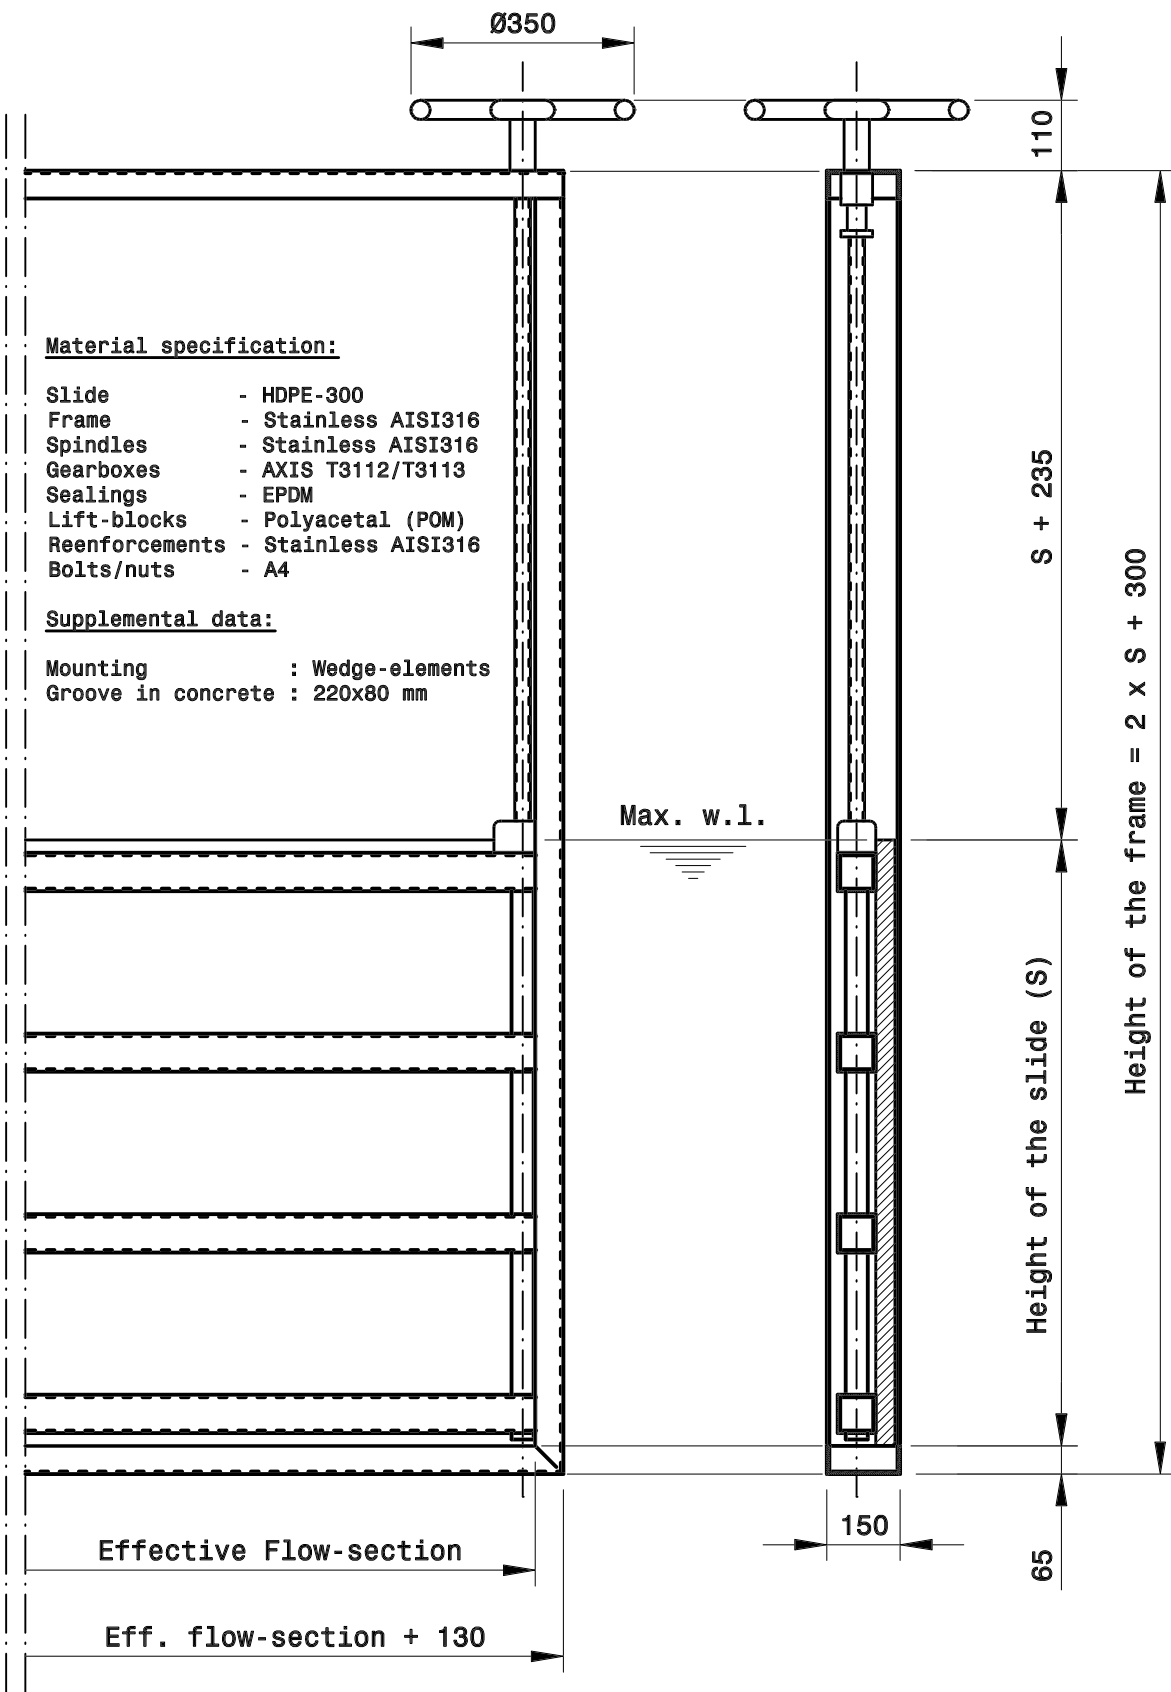 Ø350
110
Material specification:
Slide - HDPE-300
Frame - Stainless AISI316
Spindles - Stainless AISI316
Gearboxes - AXIS T3112/T3113
Sealings - EPDM
Lift-blocks - Polyacetal (POM)
Reenforcements - Stainless AISI316
Bolts/nuts - A4
Supplemental data:
Mounting : Wedge-elements
Groove in concrete : 220x80 mm
S + 235
Height of the frame = 2 x S + 300
Max. w.l.
Height of the slide (S)
150
65
Effective Flow-section
Eff. flow-section + 130